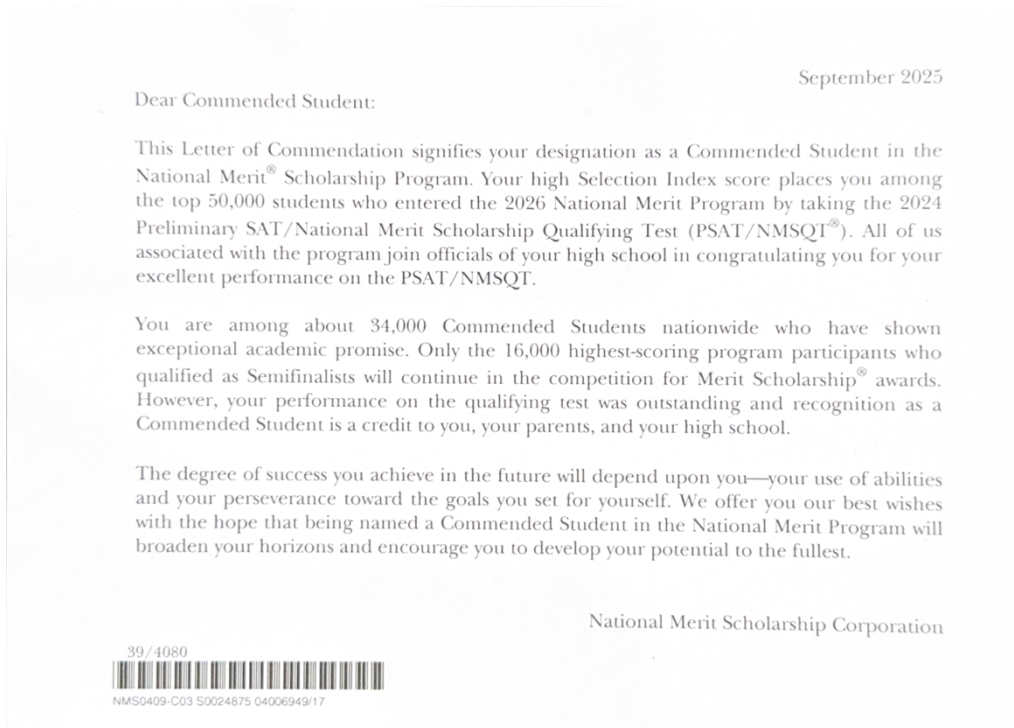 September 2025
Dear Commended Student:
This Letter of Commendation signifies your designation as a Commended Student in the
National Merit® Scholarship Program. Your high Selection Index score places you among
the top 50,000 students who entered the 2026 National Merit Program by taking the 2024
Preliminary SAT/National Merit Scholarship Qualifying Test (PSAT/NMSQT®). All of us
associated with the program join officials of your high school in congratulating you for your
excellent performance on the PSAT/NMSQT.
You are among about 34,000 Commended Students nationwide who have shown
exceptional academic promise. Only the 16,000 highest-scoring program participants who
qualified as Semifinalists will continue in the competition for Merit Scholarship® awards.
However, your performance on the qualifying test was outstanding and recognition as a
Commended Student is a credit to you, your parents, and your high school.
The degree of success you achieve in the future will depend upon you—your use of abilities
and your perseverance toward the goals you set for yourself. We offer you our best wishes
with the hope that being named a Commended Student in the National Merit Program will
broaden your horizons and encourage you to develop your potential to the fullest.
National Merit Scholarship Corporation
39/4080
NMS0409-C03 S0024875 04006949/17